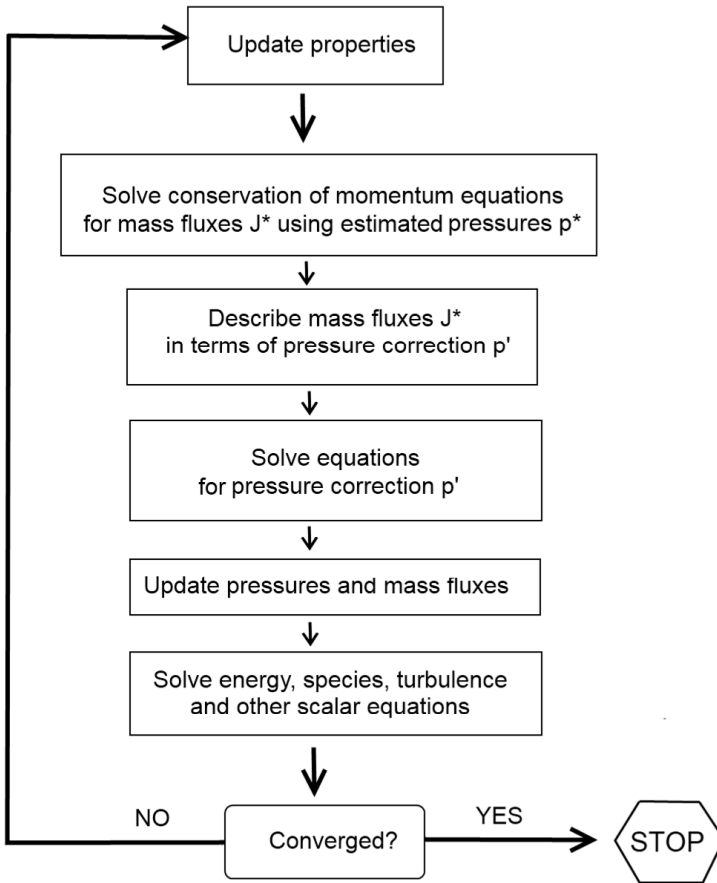 Update properties
Solve conservation of momentum equations
for mass fluxes J* using estimated pressures p*
Describe mass fluxes J*
in terms of pressure correction p'
Solve equations
for pressure correction p'
Update pressures and mass fluxes
Solve energy, species, turbulence
and other scalar equations
NO
Converged?
YES
STOP